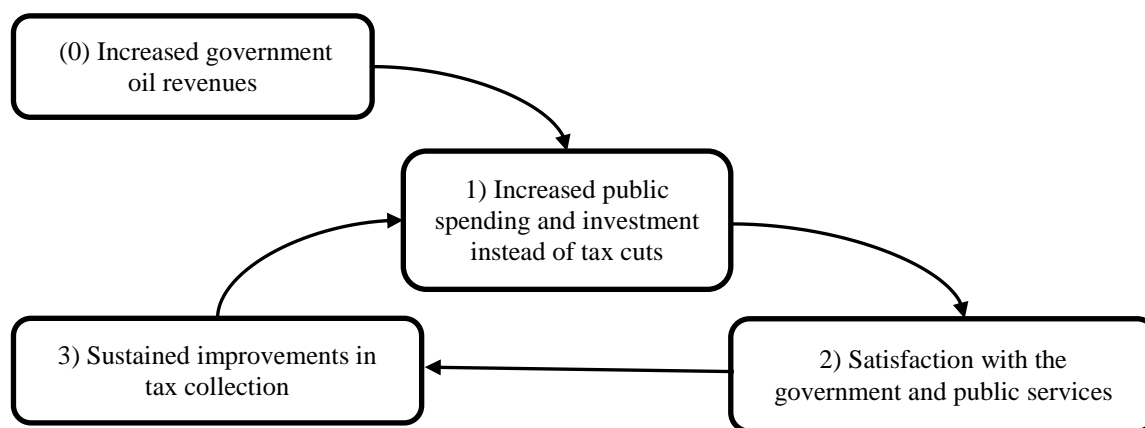 (0) Increased government
oil revenues
1) Increased public
spending and investment
instead of tax cuts
3) Sustained improvements in
tax collection
2) Satisfaction with the
government and public services